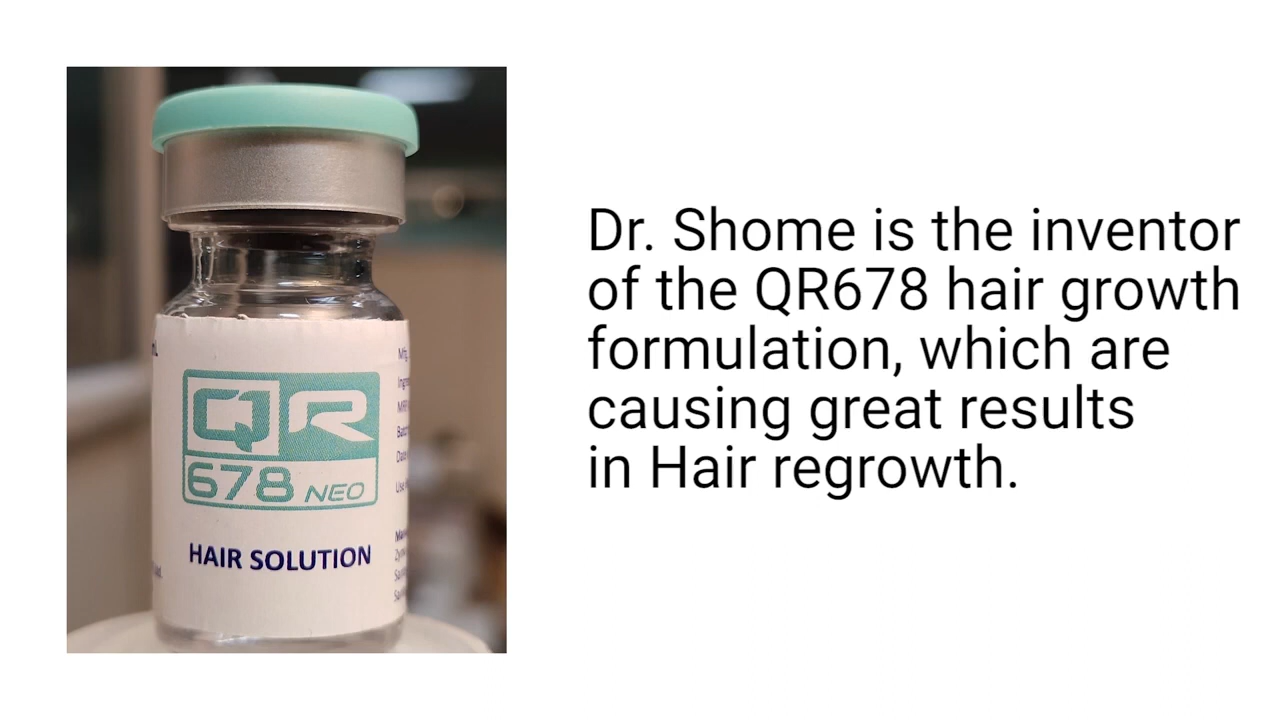 QR
678 NEO
HAIR SOLUTION
Dr. Shome is the inventor
of the QR678 hair growth
formulation, which are
causing great results
in Hair regrowth.